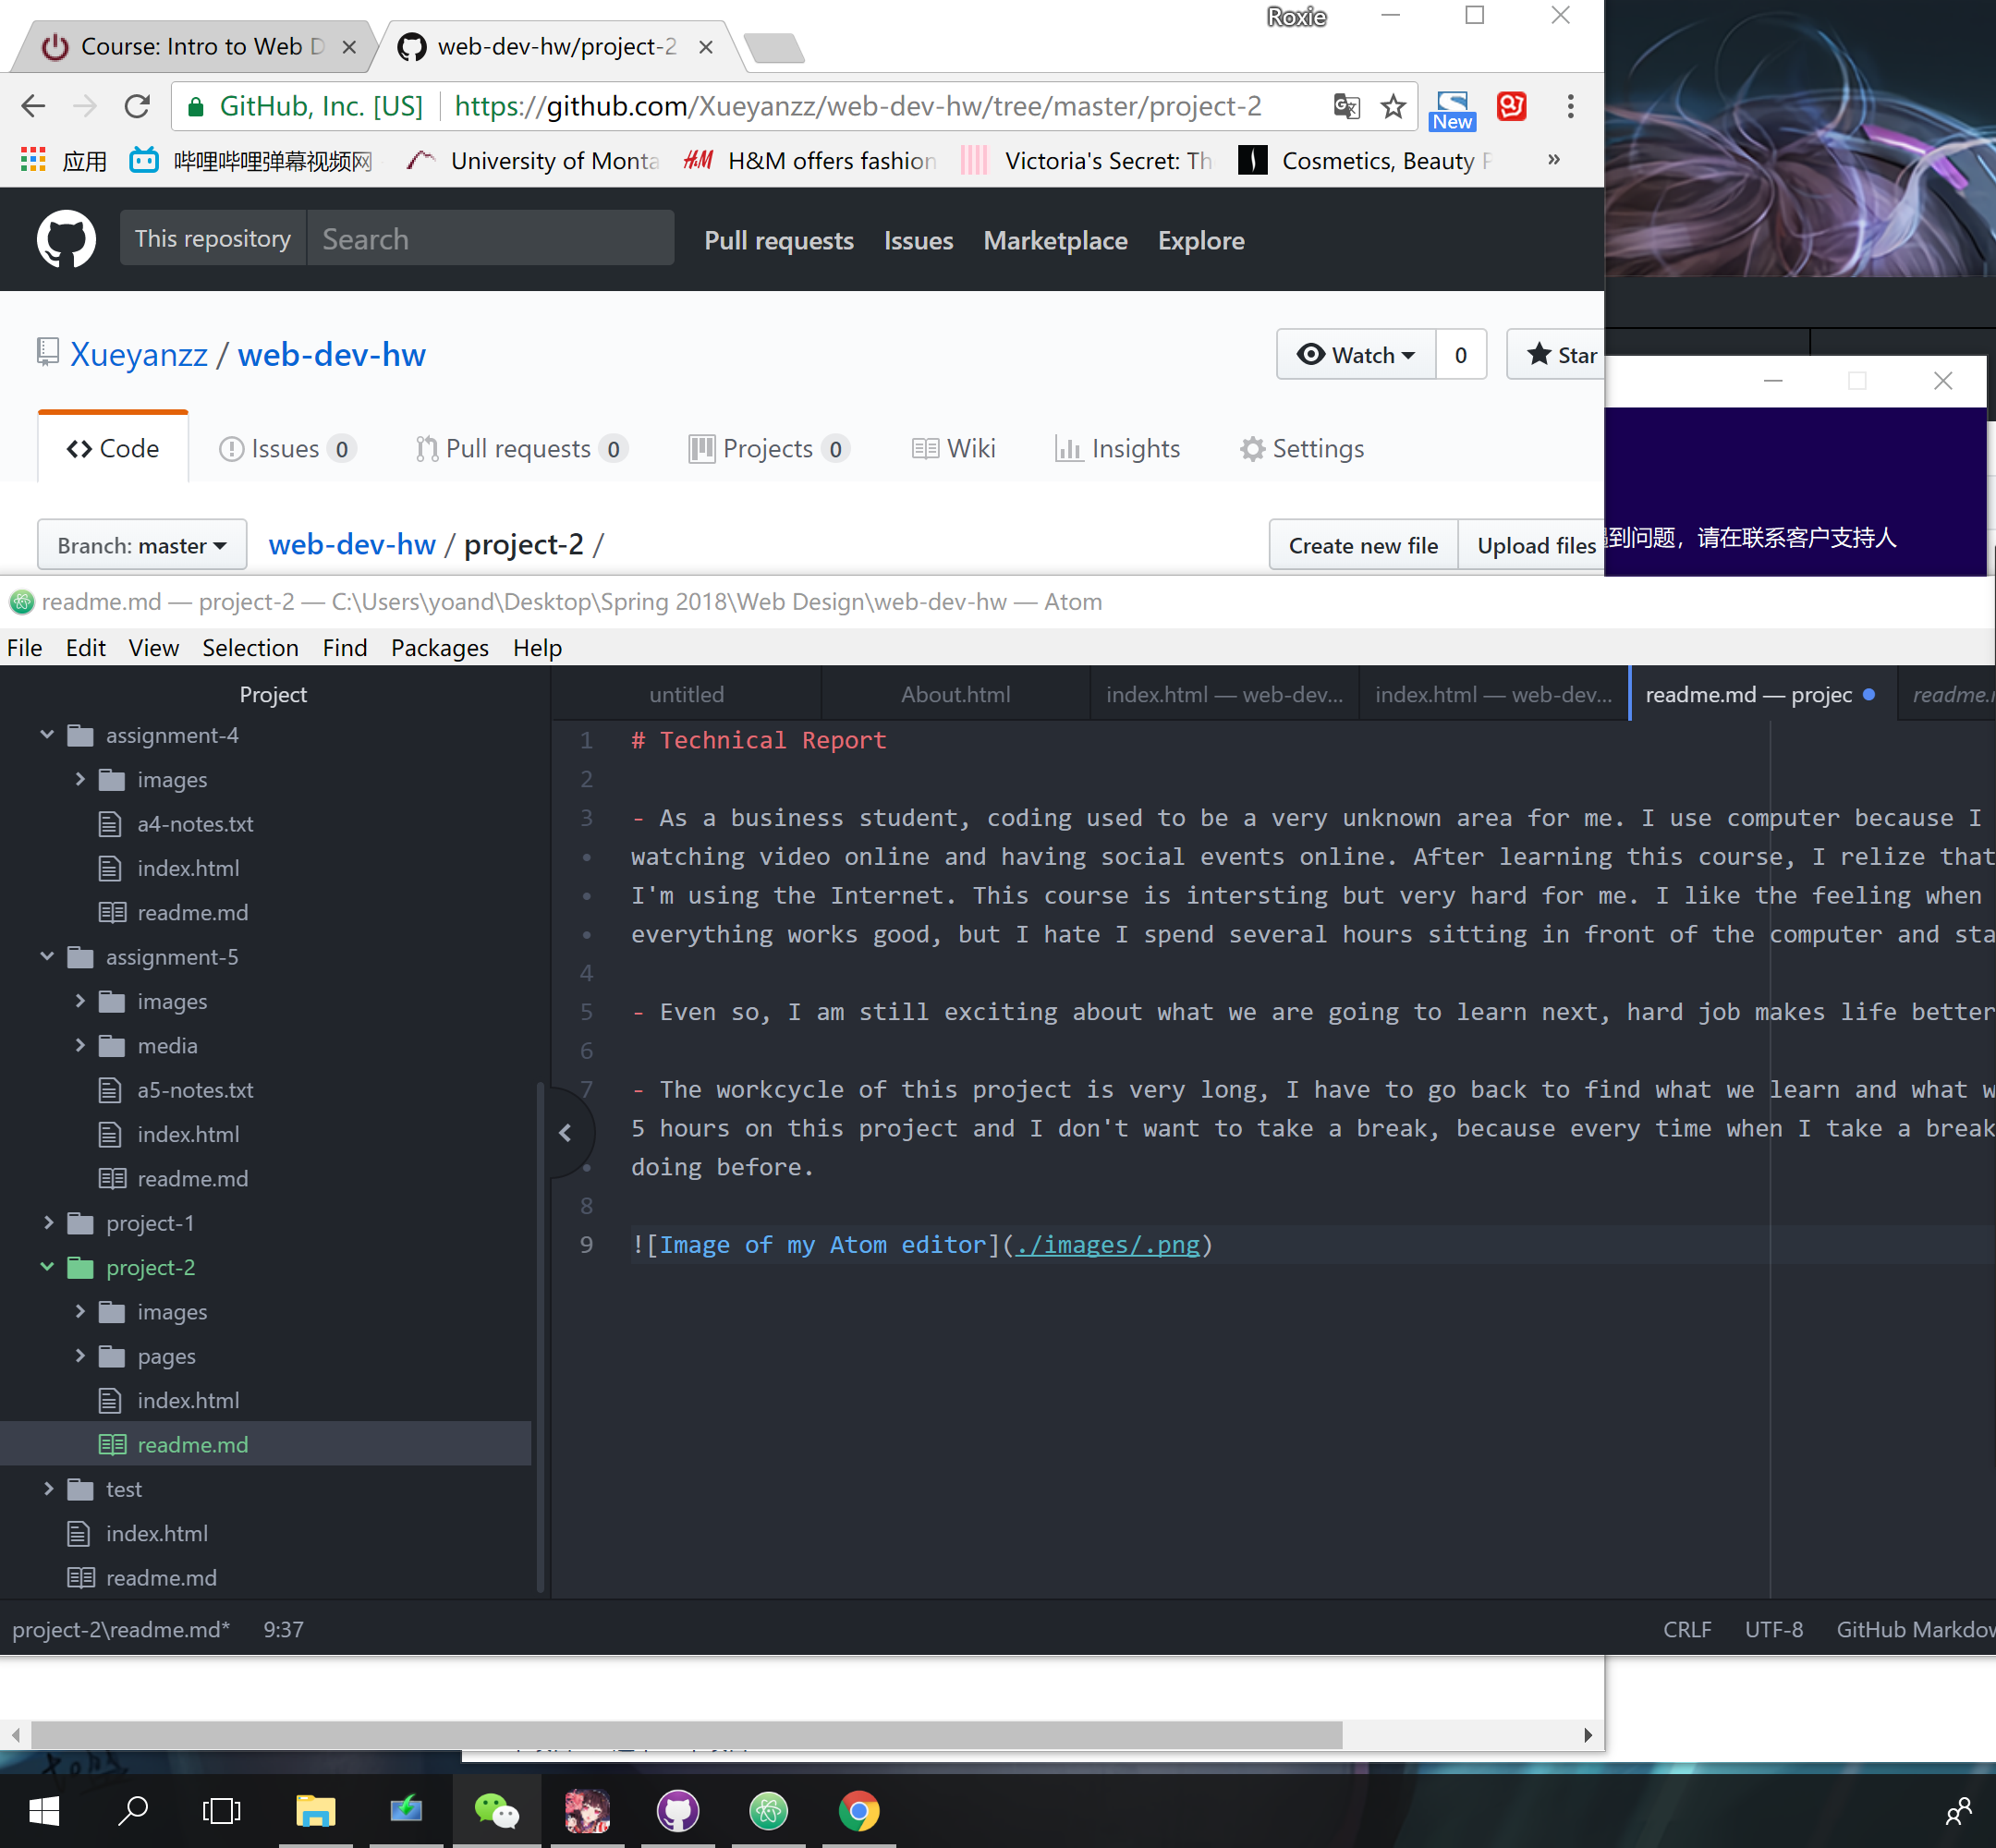 Roxie
Course: Intro to Web D
web-dev-hw/project-2
GitHub, Inc. [US]
https://github.com/Xueyanzz/web-dev-hw/tree/master/project-2
New
应用
哔哩哔哩弹幕视频网
University of Monta
H&M
H&M offers fashion
Victoria's Secret: Th
Cosmetics, Beauty P
»
This repository
Search
Pull requests
Issues
Marketplace
Explore
Xueyanzz / web-dev-hw
Watch
0
Star
Code
Issues 0
Pull requests 0
Projects 0
Wiki
Insights
Settings
Branch: master
web-dev-hw / project-2 /
Create new file
Upload files
到问题，请在联系客户支持人
readme.md — project-2 — C:\Users\yoand\Desktop\Spring 2018\Web Design\web-dev-hw — Atom
File Edit View Selection Find Packages Help
Project
untitled
About.html
index.html — web-dev...
index.html — web-dev...
readme.md — projec
readme.
assignment-4
images
a4-notes.txt
index.html
readme.md
assignment-5
images
media
a5-notes.txt
index.html
readme.md
project-1
project-2
images
pages
index.html
readme.md
test
index.html
readme.md
1 # Technical Report
2
3 - As a business student, coding used to be a very unknown area for me. I use computer because I
watching video online and having social events online. After learning this course, I relize that
I'm using the Internet. This course is intersting but very hard for me. I like the feeling when
everything works good, but I hate I spend several hours sitting in front of the computer and sta
4
5 - Even so, I am still exciting about what we are going to learn next, hard job makes life better
6
7 - The workcycle of this project is very long, I have to go back to find what we learn and what w
5 hours on this project and I don't want to take a break, because every time when I take a break
doing before.
8
9 ![Image of my Atom editor](./images/.png)
project-2\readme.md* 9:37
CRLF UTF-8 GitHub Markdow